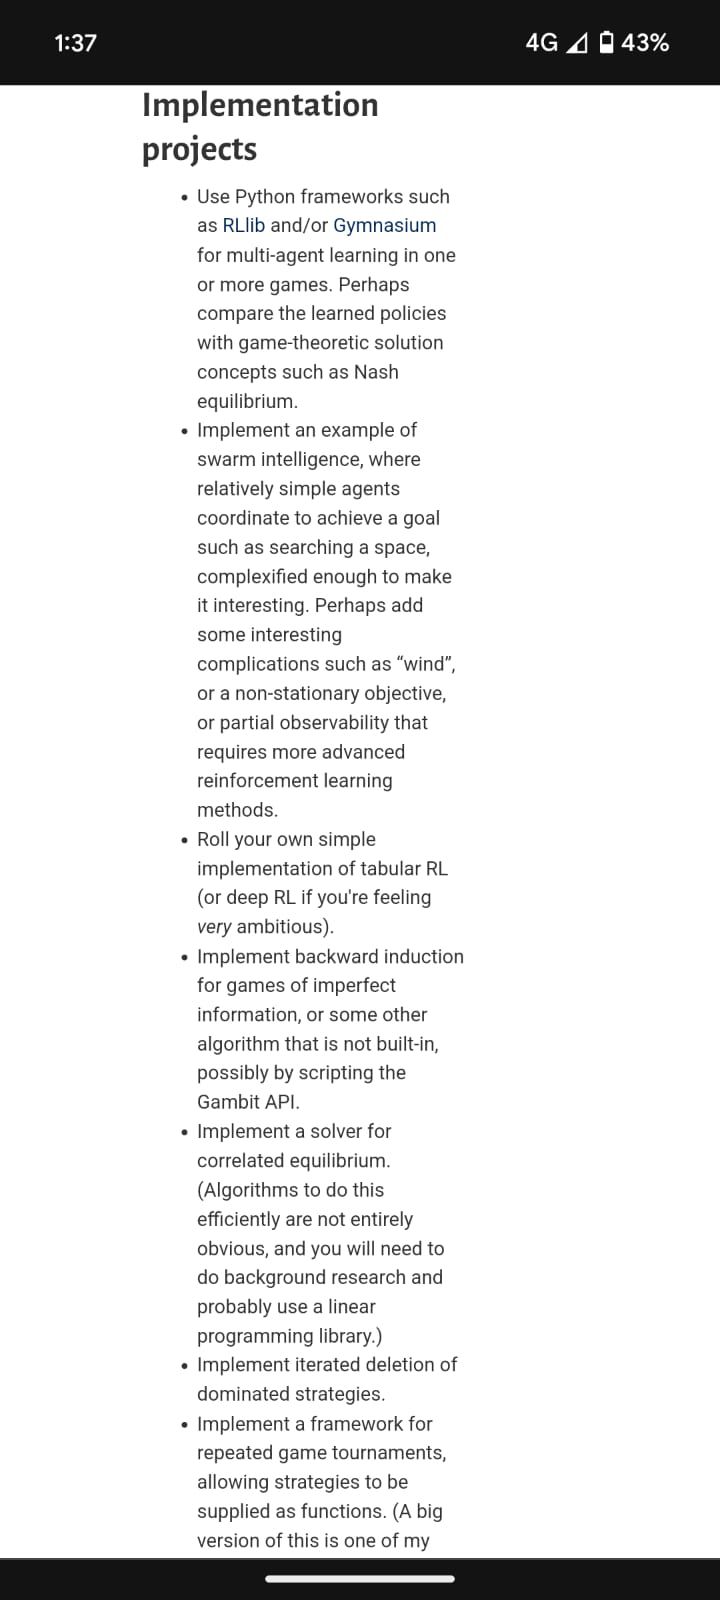 1:37
4G 43%
Implementation
projects
• Use Python frameworks such
as RLlib and/or Gymnasium
for multi-agent learning in one
or more games. Perhaps
compare the learned policies
with game-theoretic solution
concepts such as Nash
equilibrium.
• Implement an example of
swarm intelligence, where
relatively simple agents
coordinate to achieve a goal
such as searching a space,
complexified enough to make
it interesting. Perhaps add
some interesting
complications such as “wind”,
or a non-stationary objective,
or partial observability that
requires more advanced
reinforcement learning
methods.
• Roll your own simple
implementation of tabular RL
(or deep RL if you're feeling
very ambitious).
• Implement backward induction
for games of imperfect
information, or some other
algorithm that is not built-in,
possibly by scripting the
Gambit API.
• Implement a solver for
correlated equilibrium.
(Algorithms to do this
efficiently are not entirely
obvious, and you will need to
do background research and
probably use a linear
programming library.)
• Implement iterated deletion of
dominated strategies.
• Implement a framework for
repeated game tournaments,
allowing strategies to be
supplied as functions. (A big
version of this is one of my